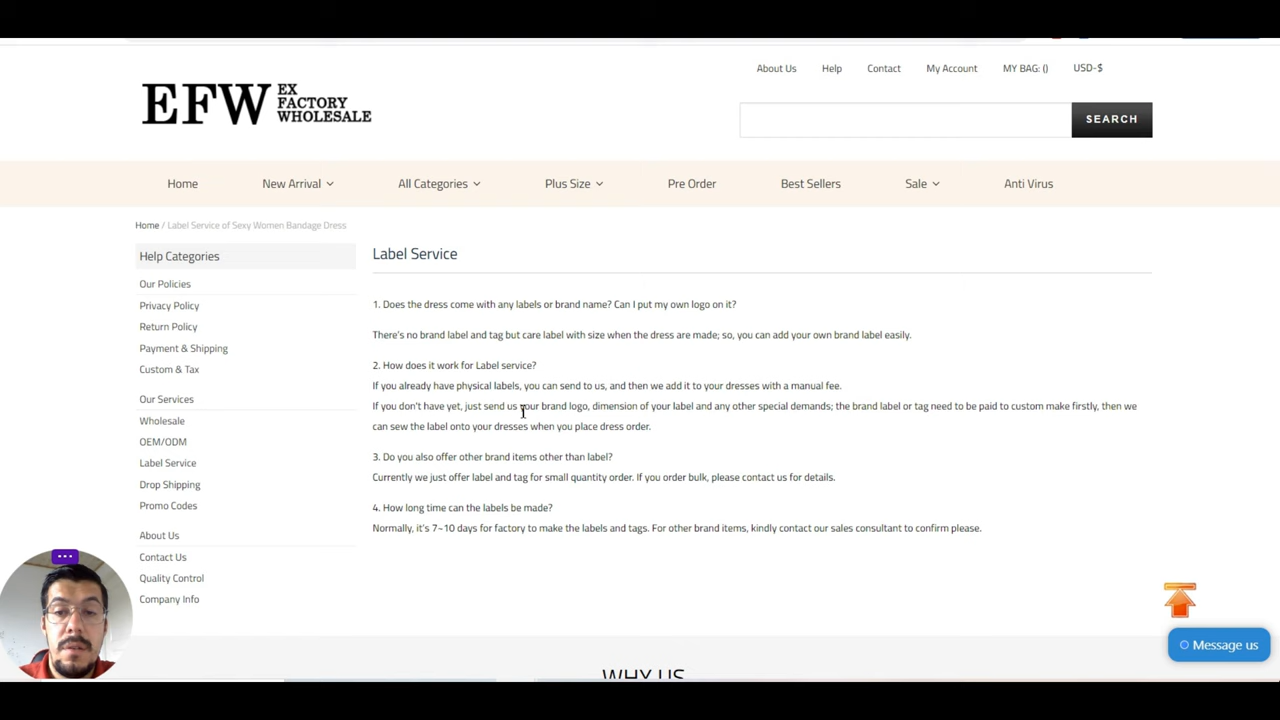 About Us Help Contact My Account MY BAG: () USD-$
EFW EX FACTORY WHOLESALE
SEARCH
Home New Arrival All Categories Plus Size Pre Order Best Sellers Sale Anti Virus
Home / Label Service of Sexy Women Bandage Dress
Help Categories
Our Policies
Privacy Policy
Return Policy
Payment & Shipping
Custom & Tax
Our Services
Wholesale
OEM/ODM
Label Service
Drop Shipping
Promo Codes
About Us
Contact Us
Quality Control
Company Info
Label Service
1. Does the dress come with any labels or brand name? Can I put my own logo on it?
There's no brand label and tag but care label with size when the dress are made; so, you can add your own brand label easily.
2. How does it work for Label service?
If you already have physical labels, you can send to us, and then we add it to your dresses with a manual fee.
If you don't have yet, just send us your brand logo, dimension of your label and any other special demands; the brand label or tag need to be paid to custom make firstly, then we
can sew the label onto your dresses when you place dress order.
3. Do you also offer other brand items other than label?
Currently we just offer label and tag for small quantity order. If you order bulk, please contact us for details.
4. How long time can the labels be made?
Normally, it's 7~10 days for factory to make the labels and tags. For other brand items, kindly contact our sales consultant to confirm please.
Message us
WHY US